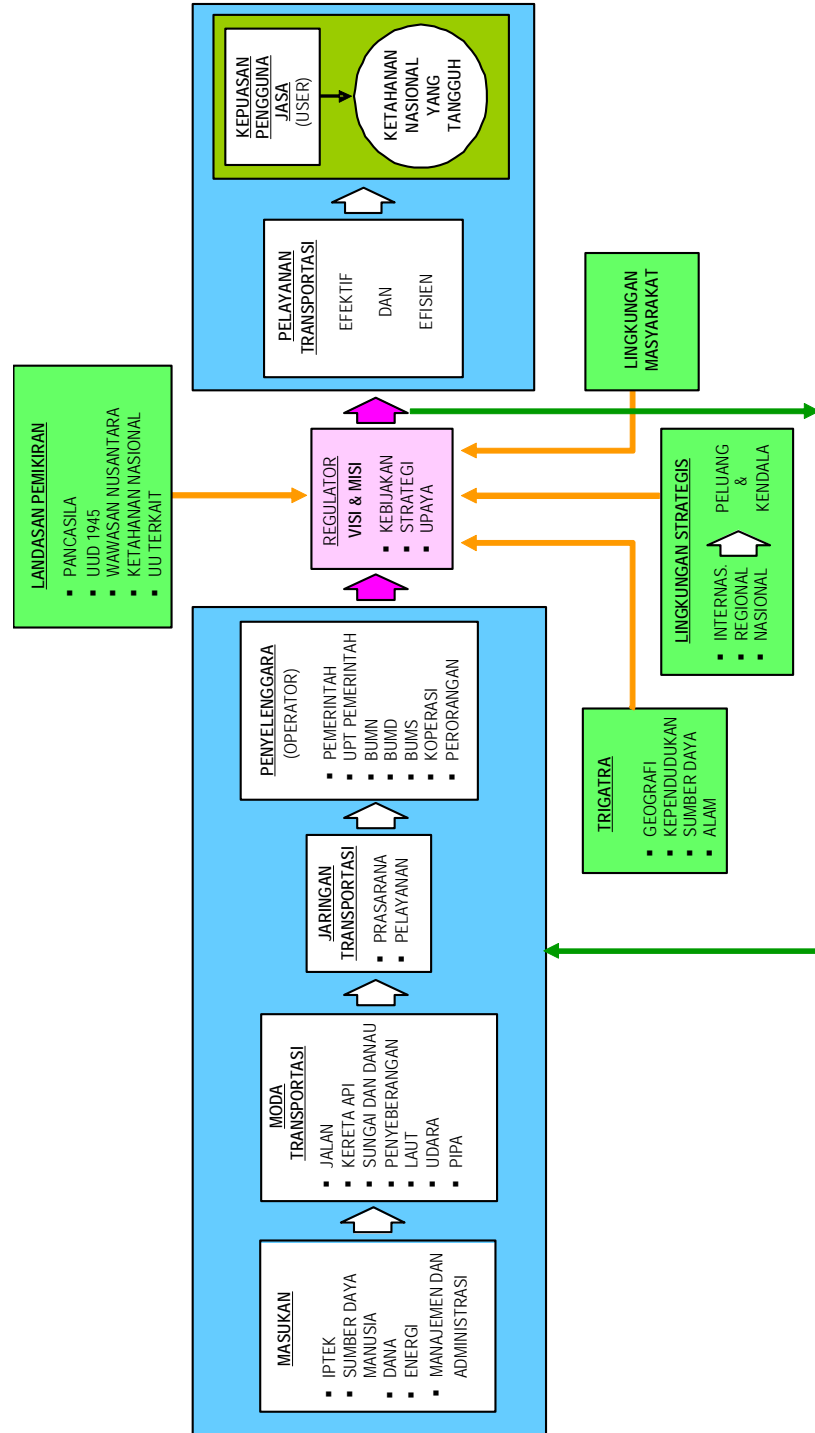 LANDASAN PEMIKIRAN
▪ PANCASILA
▪ UUD 1945
▪ WAWASAN NUSANTARA
▪ KETAHANAN NASIONAL
▪ UU TERKAIT
MASUKAN
▪ IPTEK
▪ SUMBER DAYA
MANUSIA
▪ DANA
▪ ENERGI
▪ MANAJEMEN DAN
ADMINISTRASI
MODA
TRANSPORTASI
▪ JALAN
▪ KERETA API
▪ SUNGAI DAN DANAU
▪ PENYEBERANGAN
▪ LAUT
▪ UDARA
▪ PIPA
JARINGAN
TRANSPORTASI
▪ PRASARANA
▪ PELAYANAN
PENYELENGGARA
(OPERATOR)
▪ PEMERINTAH
▪ UPT PEMERINTAH
▪ BUMN
▪ BUMD
▪ BUMS
▪ KOPERASI
▪ PERORANGAN
REGULATOR
VISI & MISI
▪ KEBIJAKAN
▪ STRATEGI
▪ UPAYA
PELAYANAN
TRANSPORTASI
EFEKTIF
DAN
EFISIEN
KEPUASAN
PENGGUNA
JASA
(USER)
KETAHANAN
NASIONAL
YANG
TANGGUH
TRIGATRA
▪ GEOGRAFI
▪ KEPENDUDUKAN
▪ SUMBER DAYA
▪ ALAM
LINGKUNGAN STRATEGIS
▪ INTERNAS.
▪ REGIONAL
▪ NASIONAL
PELUANG
&
KENDALA
LINGKUNGAN
MASYARAKAT